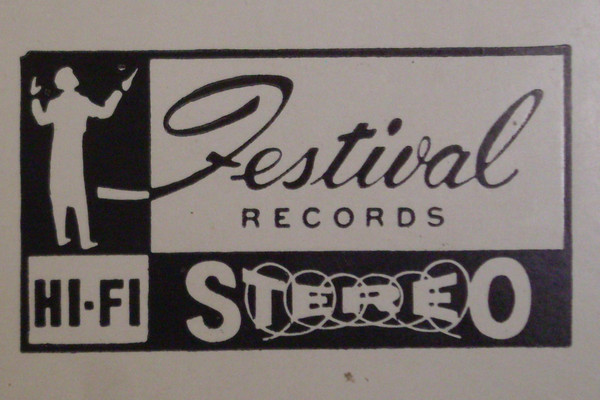 Festival
RECORDS
HI-FI STEREO